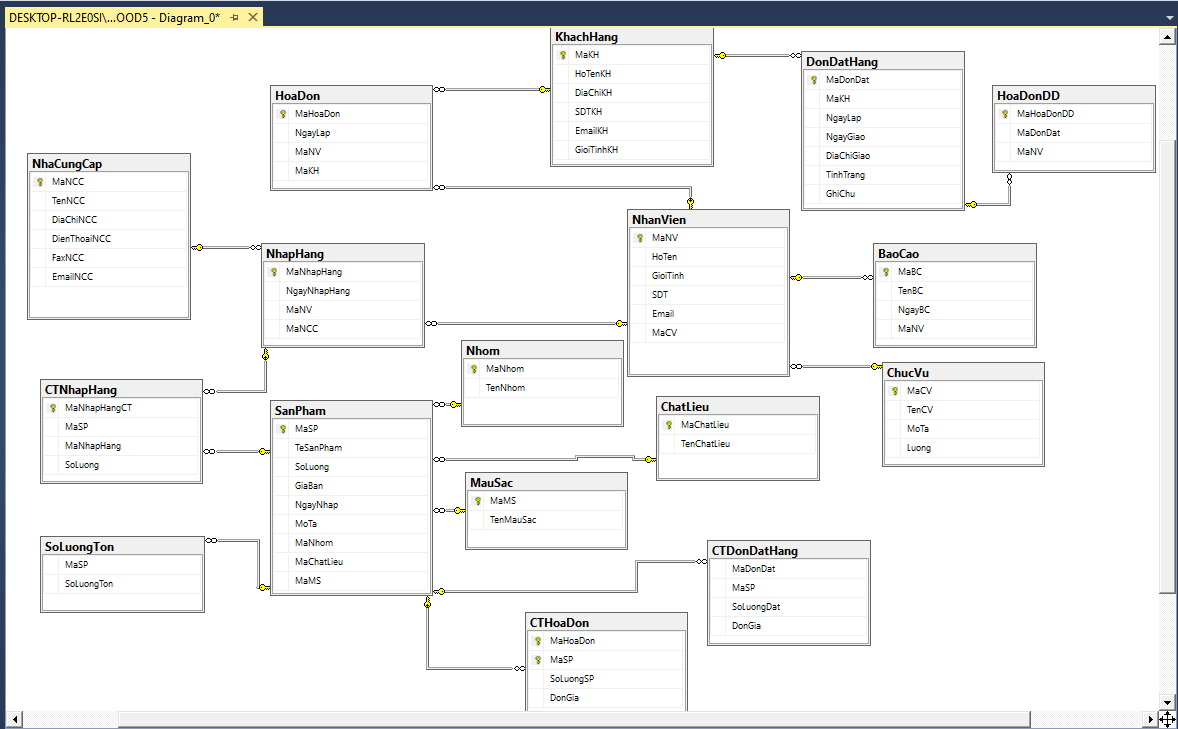 DESKTOP-RL2E0SI\...OOD5 - Diagram_0*
KhachHang
MaKH
HoTenKH
DiaChiKH
SDTKH
EmailKH
GioiTinhKH
DonDatHang
MaDonDat
MaKH
NgayLap
NgayGiao
DiaChiGiao
TinhTrang
GhiChu
HoaDonDD
MaHoaDonDD
MaDonDat
MaNV
HoaDon
MaHoaDon
NgayLap
MaNV
MaKH
NhaCungCap
MaNCC
TenNCC
DiaChiNCC
DienThoaiNCC
FaxNCC
EmailNCC
NhapHang
MaNhapHang
NgayNhapHang
MaNV
MaNCC
NhanVien
MaNV
HoTen
GioiTinh
SDT
Email
MaCV
BaoCao
MaBC
TenBC
NgayBC
MaNV
Nhom
MaNhom
TenNhom
ChucVu
MaCV
TenCV
MoTa
Luong
CTNhapHang
MaNhapHangCT
MaSP
MaNhapHang
SoLuong
SanPham
MaSP
TeSanPham
SoLuong
GiaBan
NgayNhap
MoTa
MaNhom
MaChatLieu
MaMS
ChatLieu
MaChatLieu
TenChatLieu
MauSac
MaMS
TenMauSac
SoLuongTon
MaSP
SoLuongTon
CTDonDatHang
MaDonDat
MaSP
SoLuongDat
DonGia
CTHoaDon
MaHoaDon
MaSP
SoLuongSP
DonGia